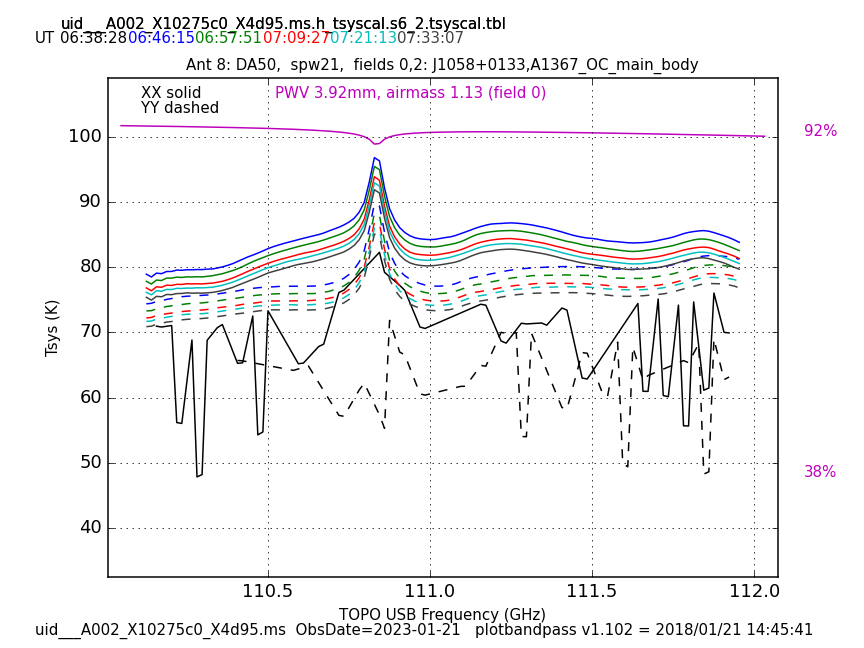 uid___A002_X10275c0_X4d95.ms.h_tsyscal.s6_2.tsyscal.tbl
UT 06:38:28 06:46:15 06:57:51 07:09:27 07:21:13 07:33:07
Ant 8: DA50,  spw21,  fields 0,2: J1058+0133,A1367_OC_main_body
XX solid
PWV 3.92mm, airmass 1.13 (field 0)
YY dashed
92%
100
90
80
70
60
50
40
38%
Tsys (K)
110.5 111.0 111.5 112.0
TOPO USB Frequency (GHz)
uid___A002_X10275c0_X4d95.ms  ObsDate=2023-01-21   plotbandpass v1.102 = 2018/01/21 14:45:41